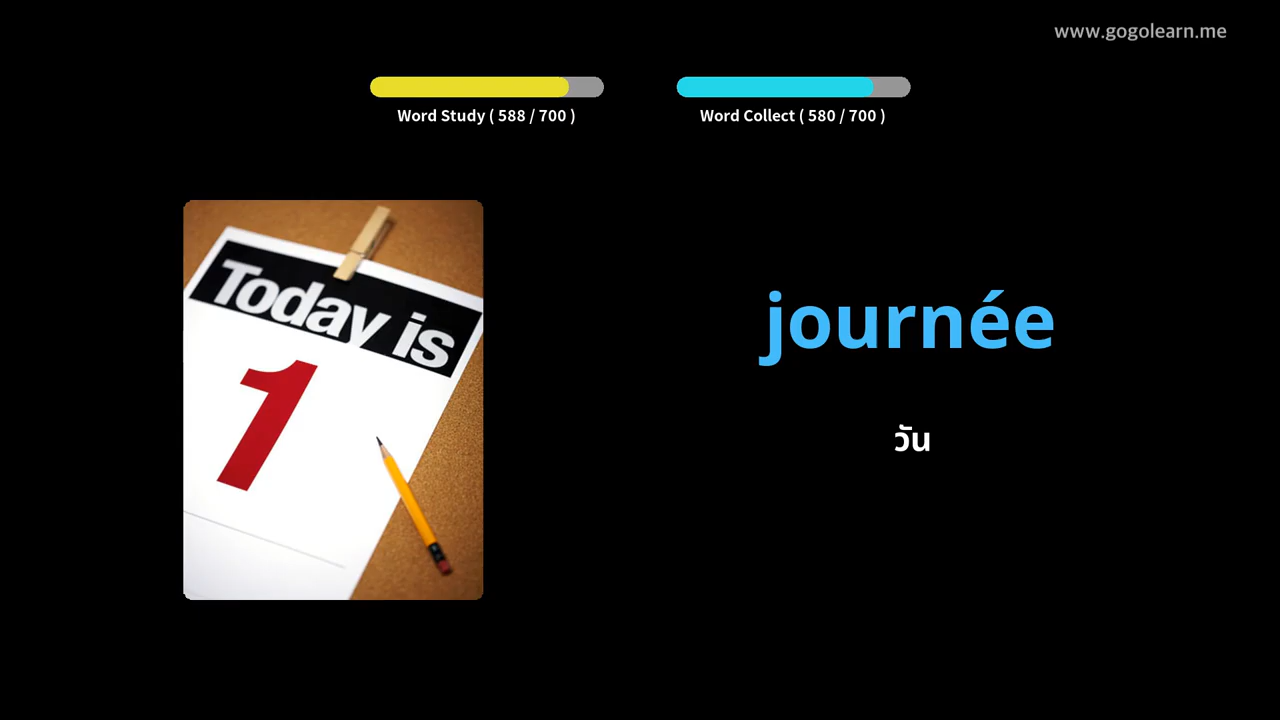 www.gogolearn.me
Word Study ( 588 / 700 )
Word Collect ( 580 / 700 )
Today is
1
journée
วัน